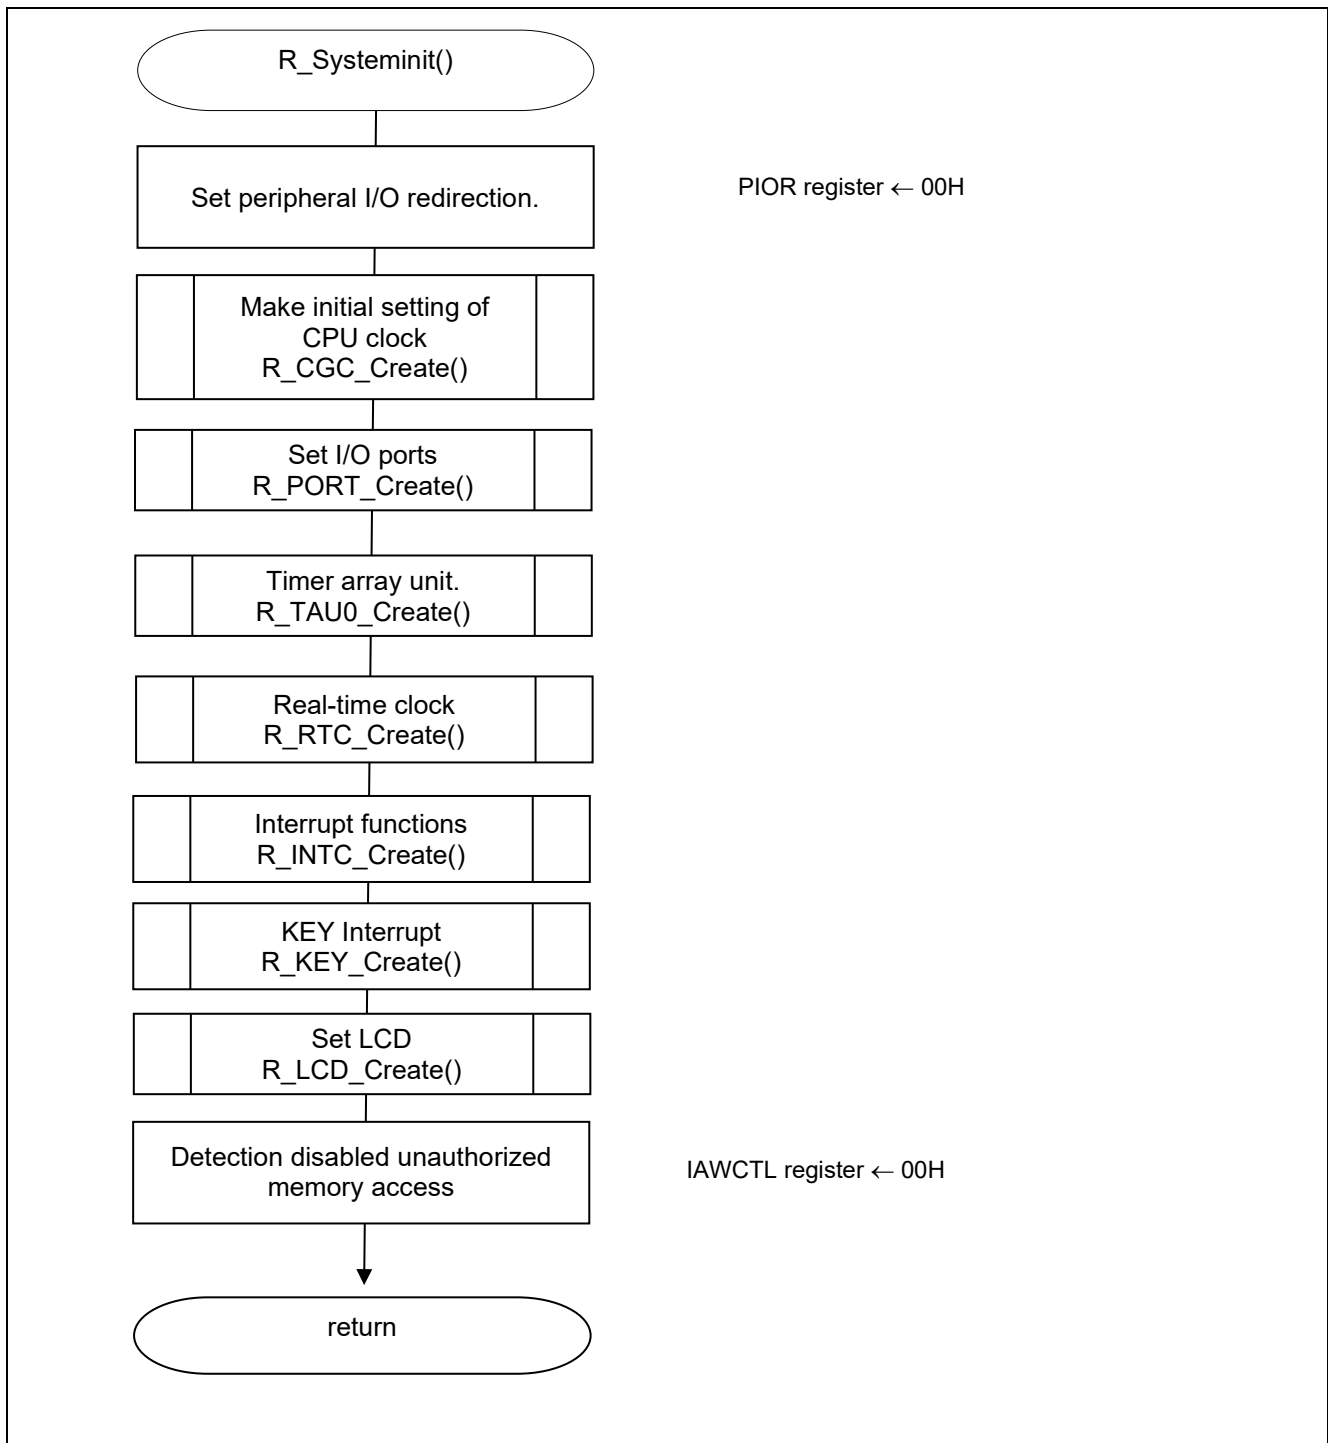 R_Systeminit()
Set peripheral I/O redirection.
PIOR register ← 00H
Make initial setting of
CPU clock
R_CGC_Create()
Set I/O ports
R_PORT_Create()
Timer array unit.
R_TAU0_Create()
Real-time clock
R_RTC_Create()
Interrupt functions
R_INTC_Create()
KEY Interrupt
R_KEY_Create()
Set LCD
R_LCD_Create()
Detection disabled unauthorized
memory access
IAWCTL register ← 00H
return